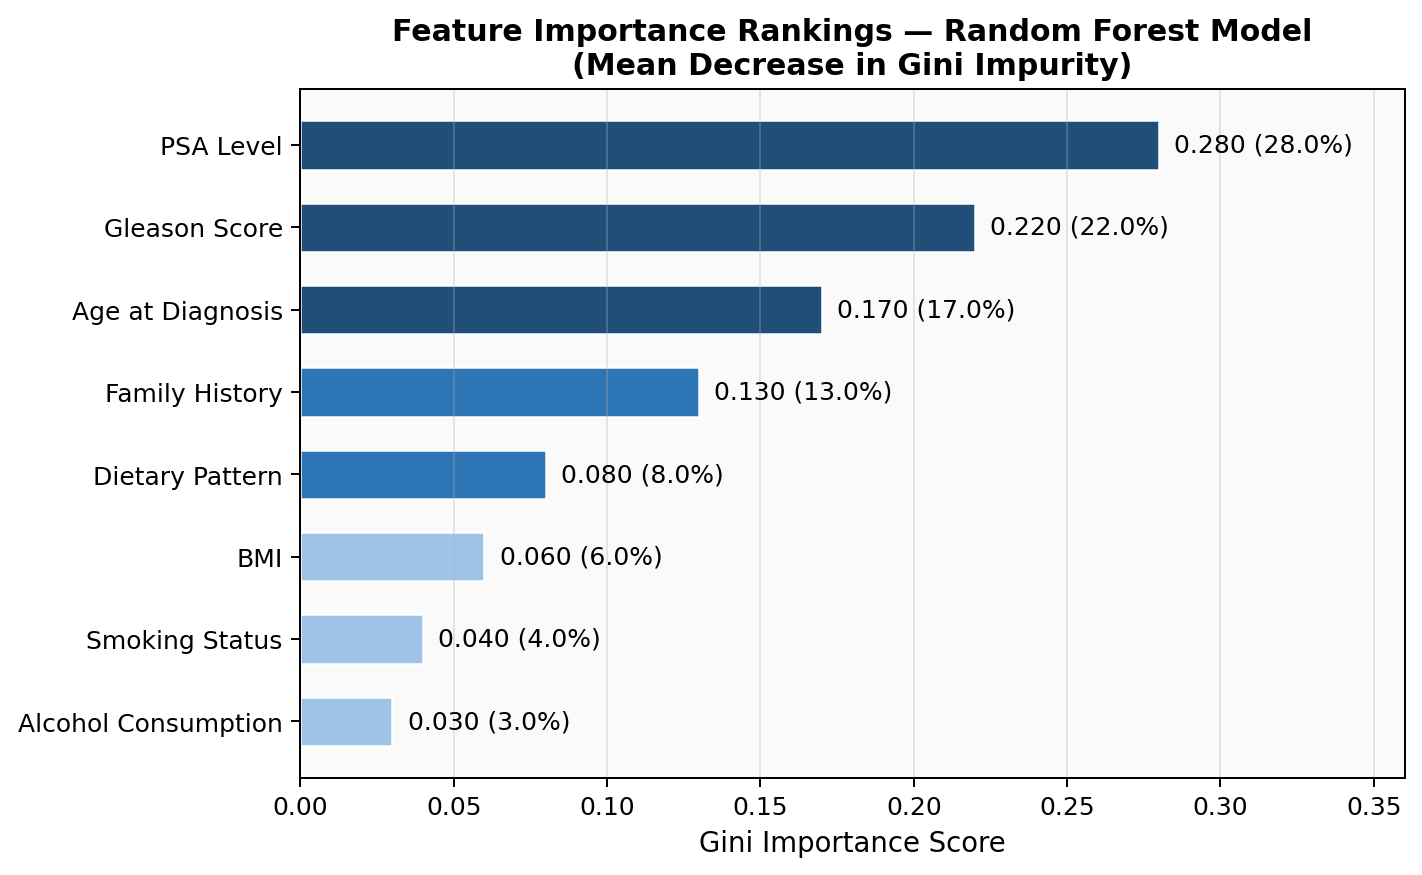 Feature Importance Rankings — Random Forest Model
(Mean Decrease in Gini Impurity)
PSA Level
0.280 (28.0%)
Gleason Score
0.220 (22.0%)
Age at Diagnosis
0.170 (17.0%)
Family History
0.130 (13.0%)
Dietary Pattern
0.080 (8.0%)
BMI
0.060 (6.0%)
Smoking Status
0.040 (4.0%)
Alcohol Consumption
0.030 (3.0%)
0.00 0.05 0.10 0.15 0.20 0.25 0.30 0.35
Gini Importance Score